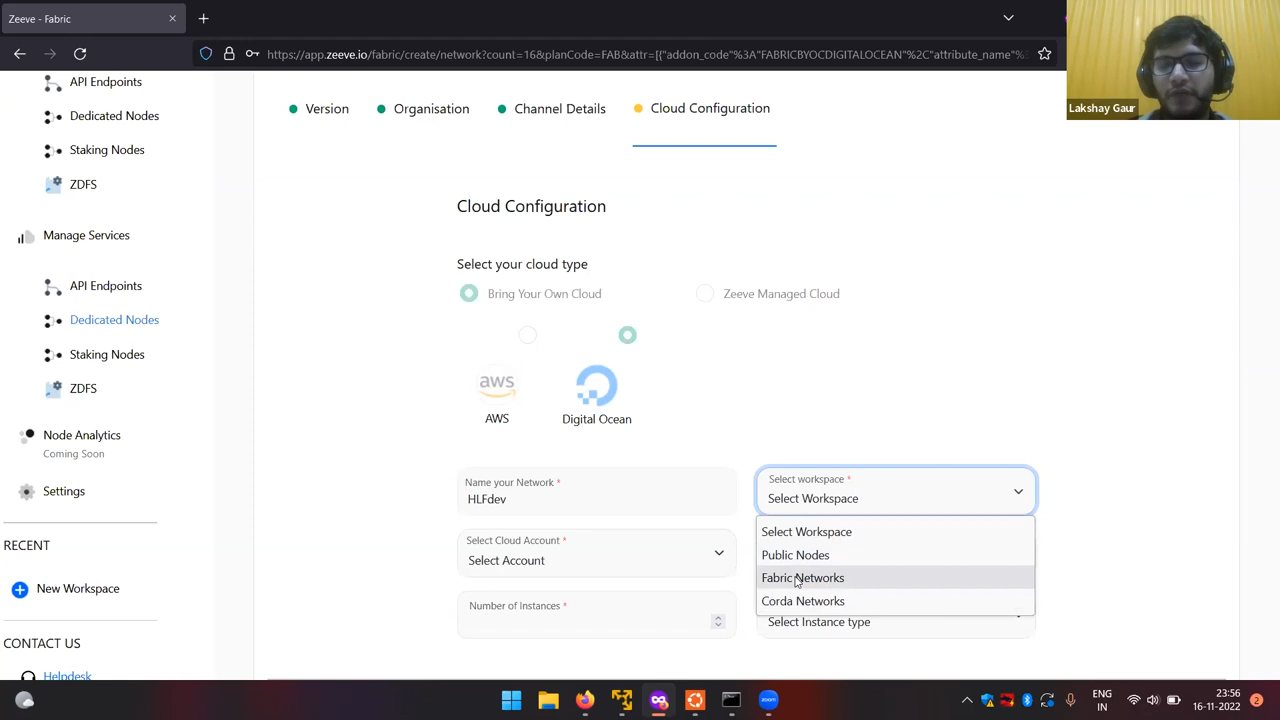 Zeeve - Fabric
https://app.zeeve.io/fabric/create/network?count=16&planCode=FAB&attr=[{"addon_code"%3A"FABRICBYOCDIGITALOCEAN"%2C"attribute_name"%
Lakshay Gaur
API Endpoints
Dedicated Nodes
Staking Nodes
ZDFS
Manage Services
API Endpoints
Dedicated Nodes
Staking Nodes
ZDFS
Node Analytics
Coming Soon
Settings
RECENT
New Workspace
CONTACT US
Helpdesk
Version
Organisation
Channel Details
Cloud Configuration
Cloud Configuration
Select your cloud type
Bring Your Own Cloud
Zeeve Managed Cloud
aws
AWS
Digital Ocean
Name your Network *
HLFdev
Select workspace *
Select Workspace
Select Workspace
Public Nodes
Fabric Networks
Corda Networks
Select Cloud Account *
Select Account
Number of Instances *
Select Instance type
zoom
ENG
IN
23:56
16-11-2022
2